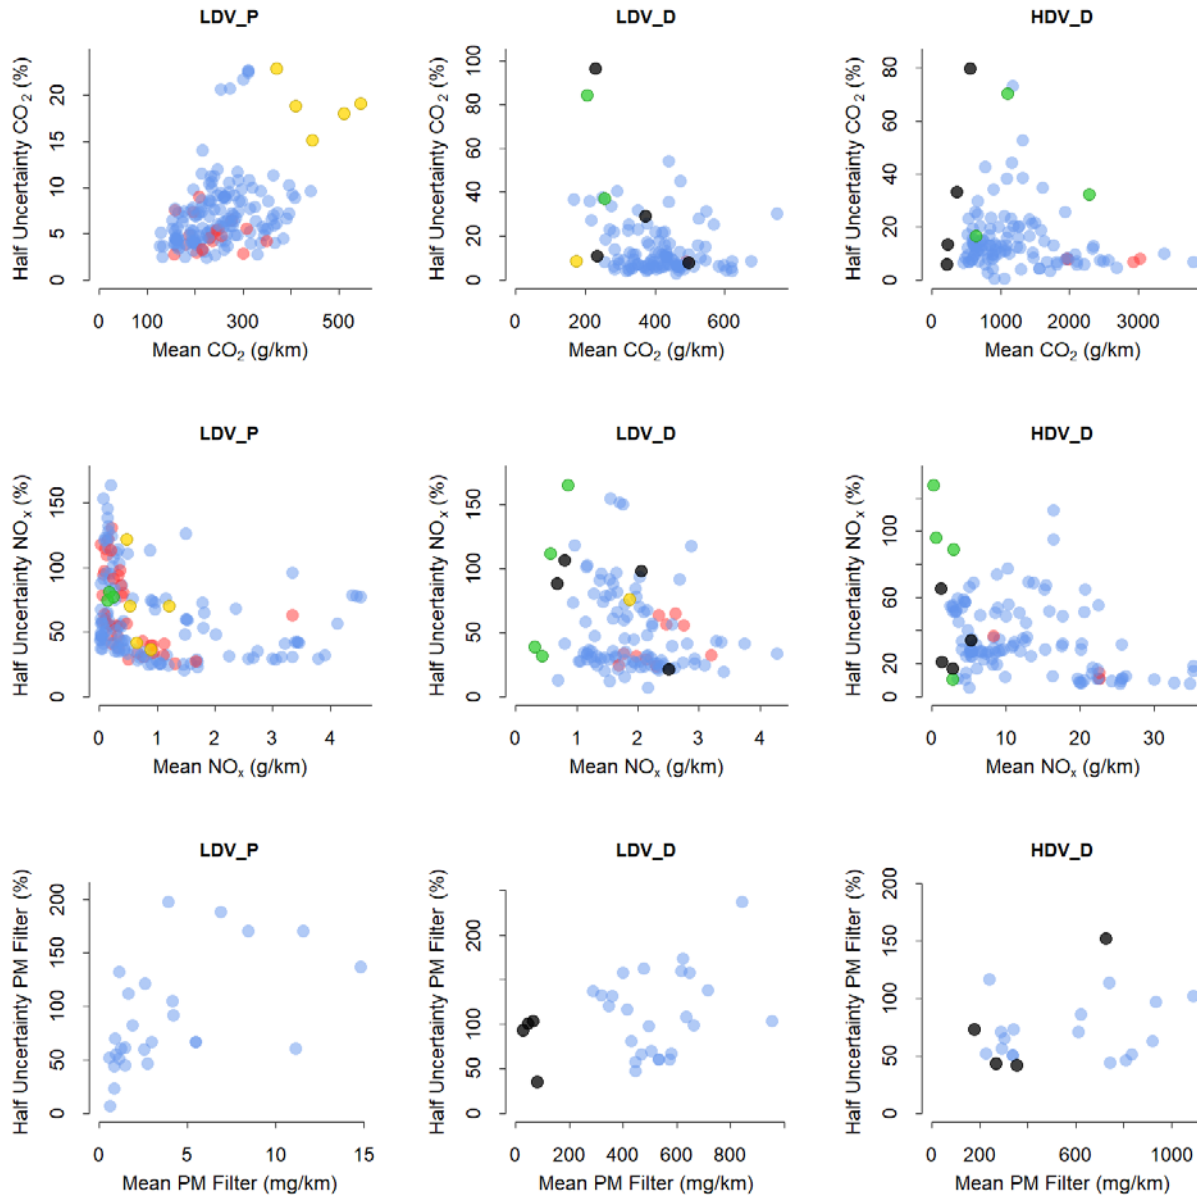 LDV_P
LDV_D
HDV_D
Half Uncertainty CO₂ (%)
0 5 10 15 20
0 100 300 500
Mean CO₂ (g/km)
Half Uncertainty CO₂ (%)
0 20 40 60 80 100
0 200 400 600
Mean CO₂ (g/km)
Half Uncertainty CO₂ (%)
0 20 40 60 80
0 1000 2000 3000
Mean CO₂ (g/km)
LDV_P
LDV_D
HDV_D
Half Uncertainty NOₓ (%)
0 50 100 150
0 1 2 3 4
Mean NOₓ (g/km)
Half Uncertainty NOₓ (%)
0 50 100 150
0 1 2 3 4
Mean NOₓ (g/km)
Half Uncertainty NOₓ (%)
0 20 40 60 100
0 10 20 30
Mean NOₓ (g/km)
LDV_P
LDV_D
HDV_D
Half Uncertainty PM Filter (%)
0 50 100 150 200
0 5 10 15
Mean PM Filter (mg/km)
Half Uncertainty PM Filter (%)
0 50 100 200
0 200 400 600 800
Mean PM Filter (mg/km)
Half Uncertainty PM Filter (%)
0 50 100 150 200
0 200 600 1000
Mean PM Filter (mg/km)